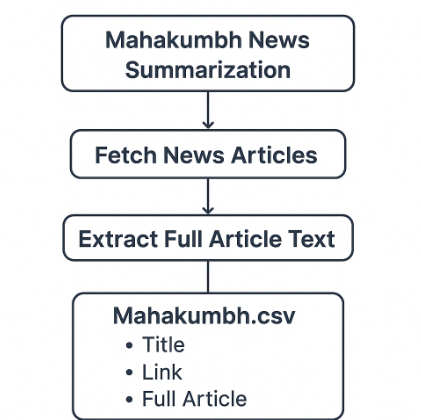 Mahakumbh News
Summarization
Fetch News Articles
Extract Full Article Text
Mahakumbh.csv
• Title
• Link
• Full Article